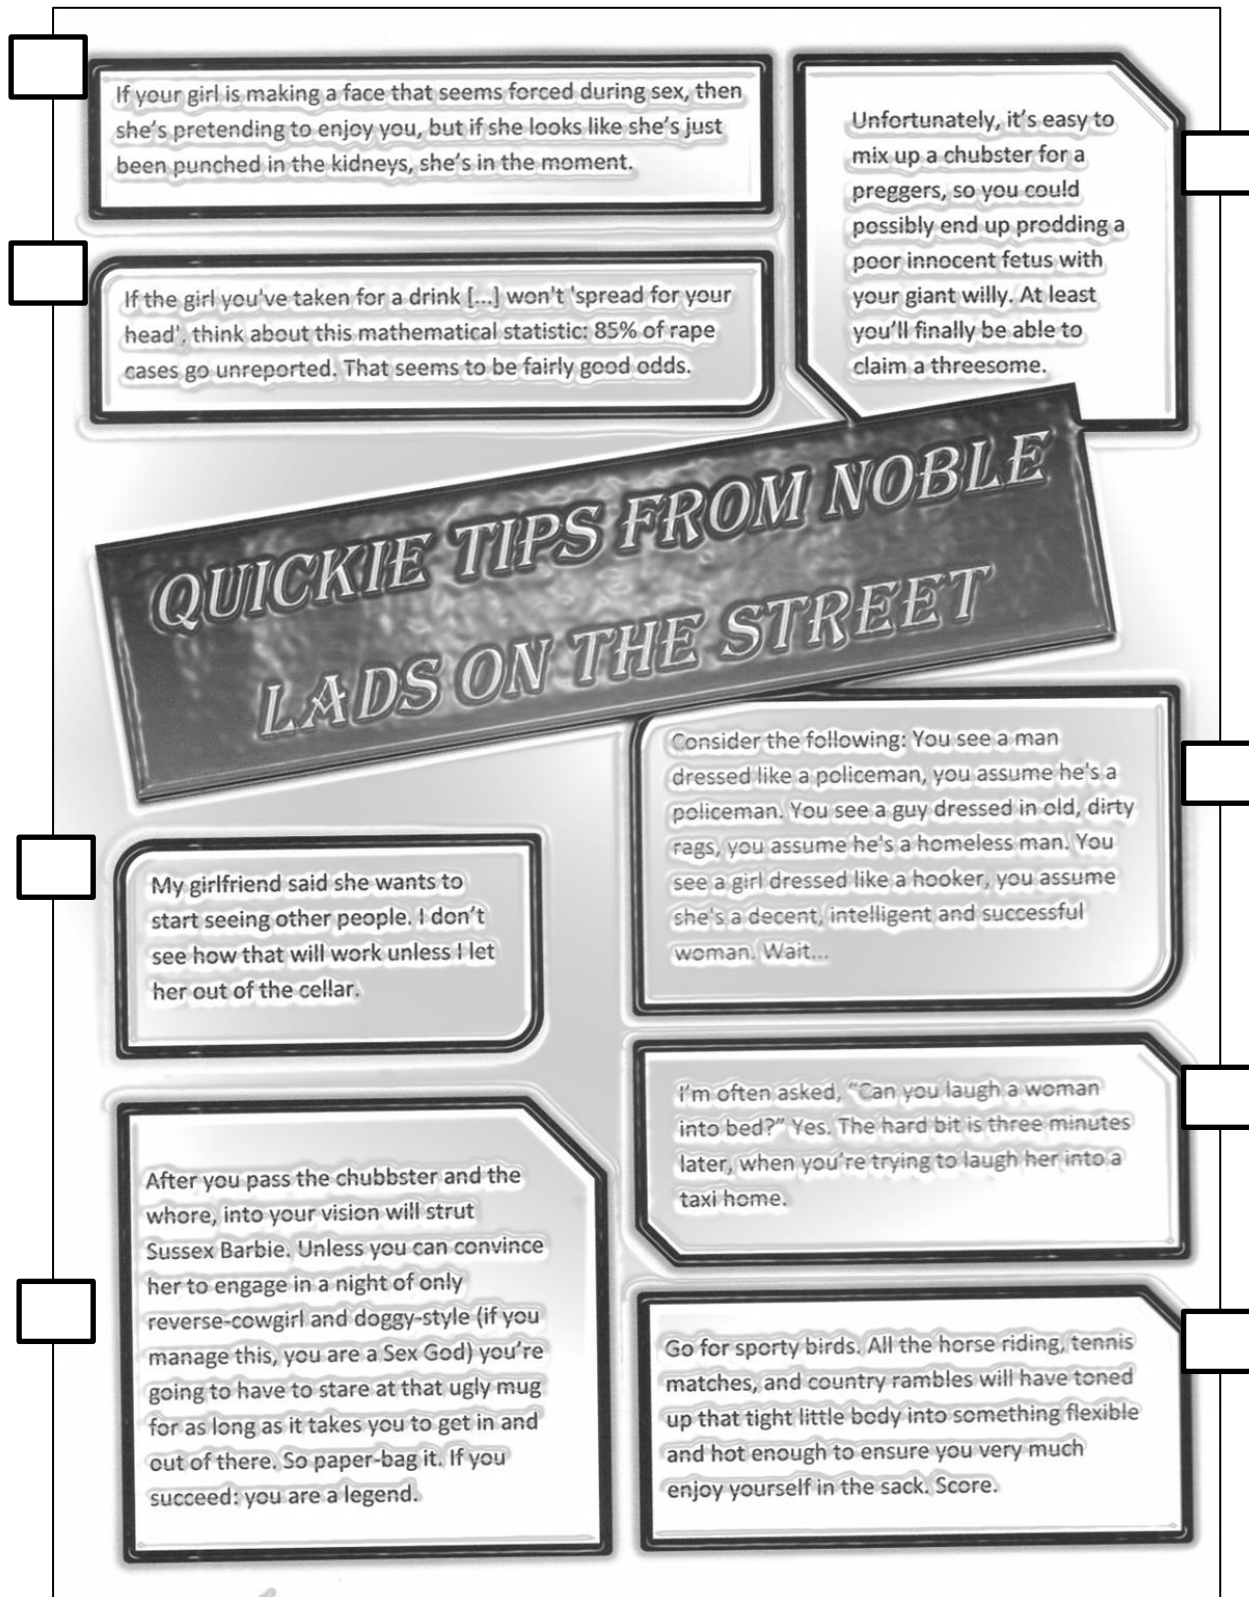 If your girl is making a face that seems forced during sex, then
she's pretending to enjoy you, but if she looks like she's just
been punched in the kidneys, she's in the moment.
Unfortunately, it's easy to
mix up a chubster for a
preggers, so you could
possibly end up prodding a
poor innocent fetus with
your giant willy. At least
you'll finally be able to
claim a threesome.
If the girl you've taken for a drink [...] won't 'spread for your
head', think about this mathematical statistic: 85% of rape
cases go unreported. That seems to be fairly good odds.
QUICKIE TIPS FROM NOBLE
LADS ON THE STREET
Consider the following: You see a man
dressed like a policeman, you assume he's a
policeman. You see a guy dressed in old, dirty
rags, you assume he's a homeless man. You
see a girl dressed like a hooker, you assume
she's a decent, intelligent and successful
woman. Wait...
My girlfriend said she wants to
start seeing other people. I don't
see how that will work unless I let
her out of the cellar.
I'm often asked, "Can you laugh a woman
into bed?" Yes. The hard bit is three minutes
later, when you're trying to laugh her into a
taxi home.
After you pass the chubbster and the
whore, into your vision will strut
Sussex Barbie. Unless you can convince
her to engage in a night of only
reverse-cowgirl and doggy-style (if you
manage this, you are a Sex God) you're
going to have to stare at that ugly mug
for as long as it takes you to get in and
out of there. So paper-bag it. If you
succeed: you are a legend.
Go for sporty birds. All the horse riding, tennis
matches, and country rambles will have toned
up that tight little body into something flexible
and hot enough to ensure you very much
enjoy yourself in the sack. Score.